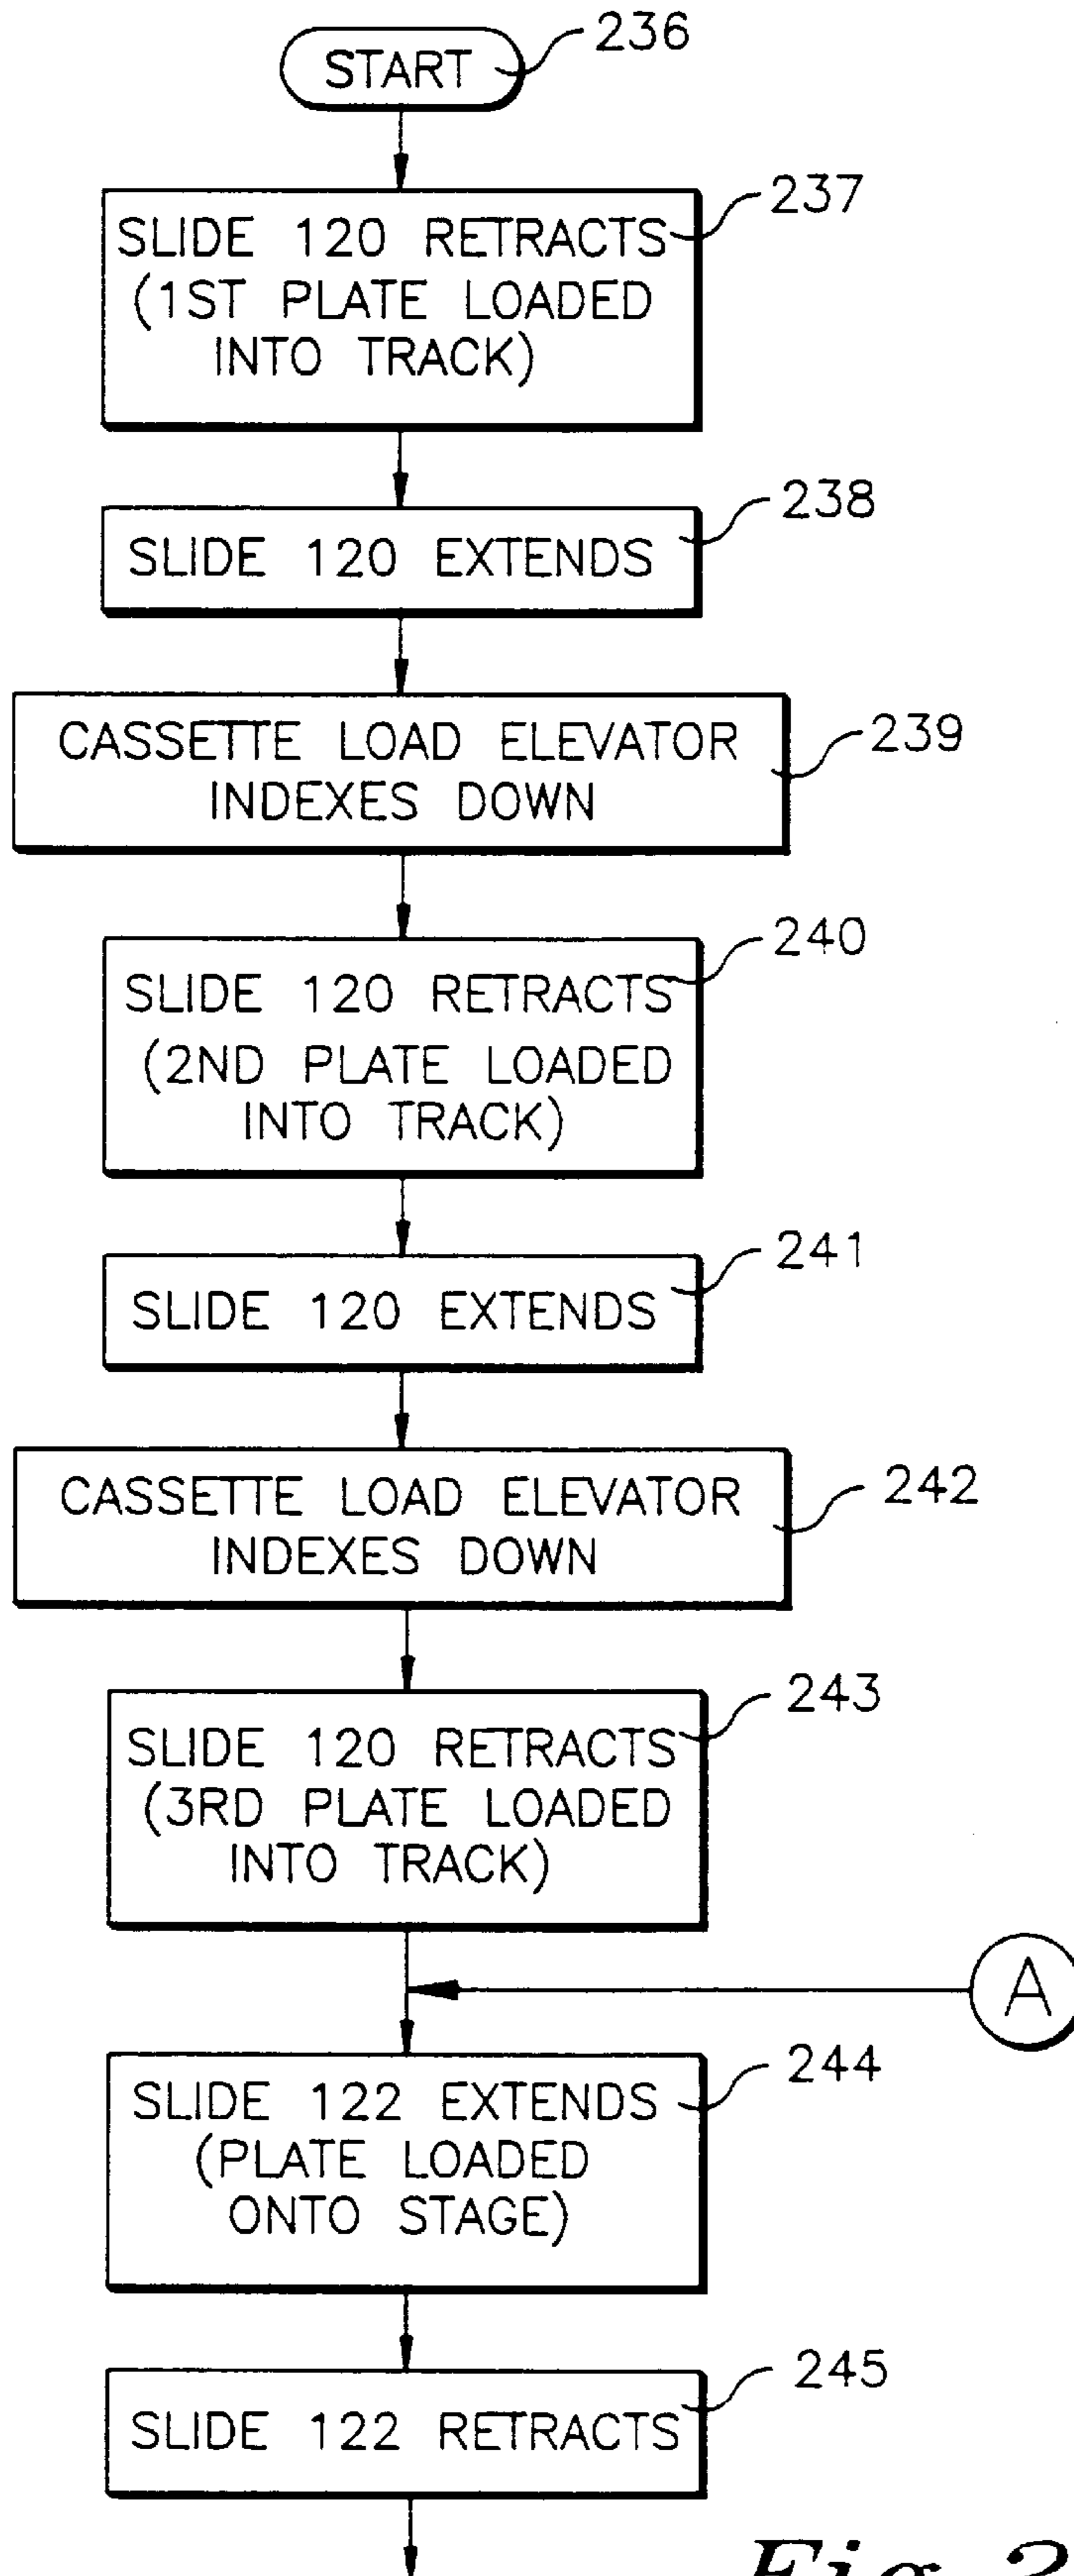 START
236
SLIDE 120 RETRACTS
(1ST PLATE LOADED
INTO TRACK)
237
SLIDE 120 EXTENDS
238
CASSETTE LOAD ELEVATOR
INDEXES DOWN
239
SLIDE 120 RETRACTS
(2ND PLATE LOADED
INTO TRACK)
240
SLIDE 120 EXTENDS
241
CASSETTE LOAD ELEVATOR
INDEXES DOWN
242
SLIDE 120 RETRACTS
(3RD PLATE LOADED
INTO TRACK)
243
A
SLIDE 122 EXTENDS
(PLATE LOADED
ONTO STAGE)
244
SLIDE 122 RETRACTS
245